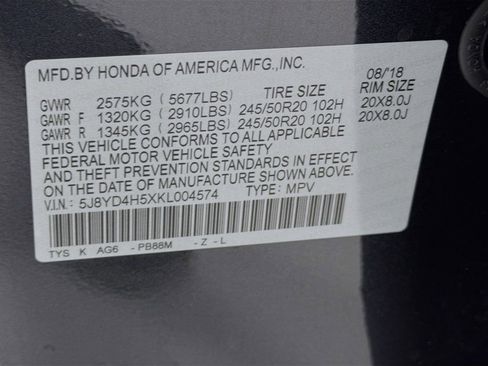 MFD.BY HONDA OF AMERICA MFG.,INC. 08/'18
GVWR 2575KG (5677LBS) TIRE SIZE RIM SIZE
GAWR F 1320KG (2910LBS) 245/50R20 102H 20X8.0J
GAWR R 1345KG (2965LBS) 245/50R20 102H 20X8.0J
THIS VEHICLE CONFORMS TO ALL APPLICABLE
FEDERAL MOTOR VEHICLE SAFETY
AND THEFT PREVENTION STANDARDS IN EFFECT
ON THE DATE OF MANUFACTURE SHOWN ABOVE.
V.I.N.: 5J8YD4H5XKL004574 TYPE: MPV
TYS K AG6 -PB88M -Z-L